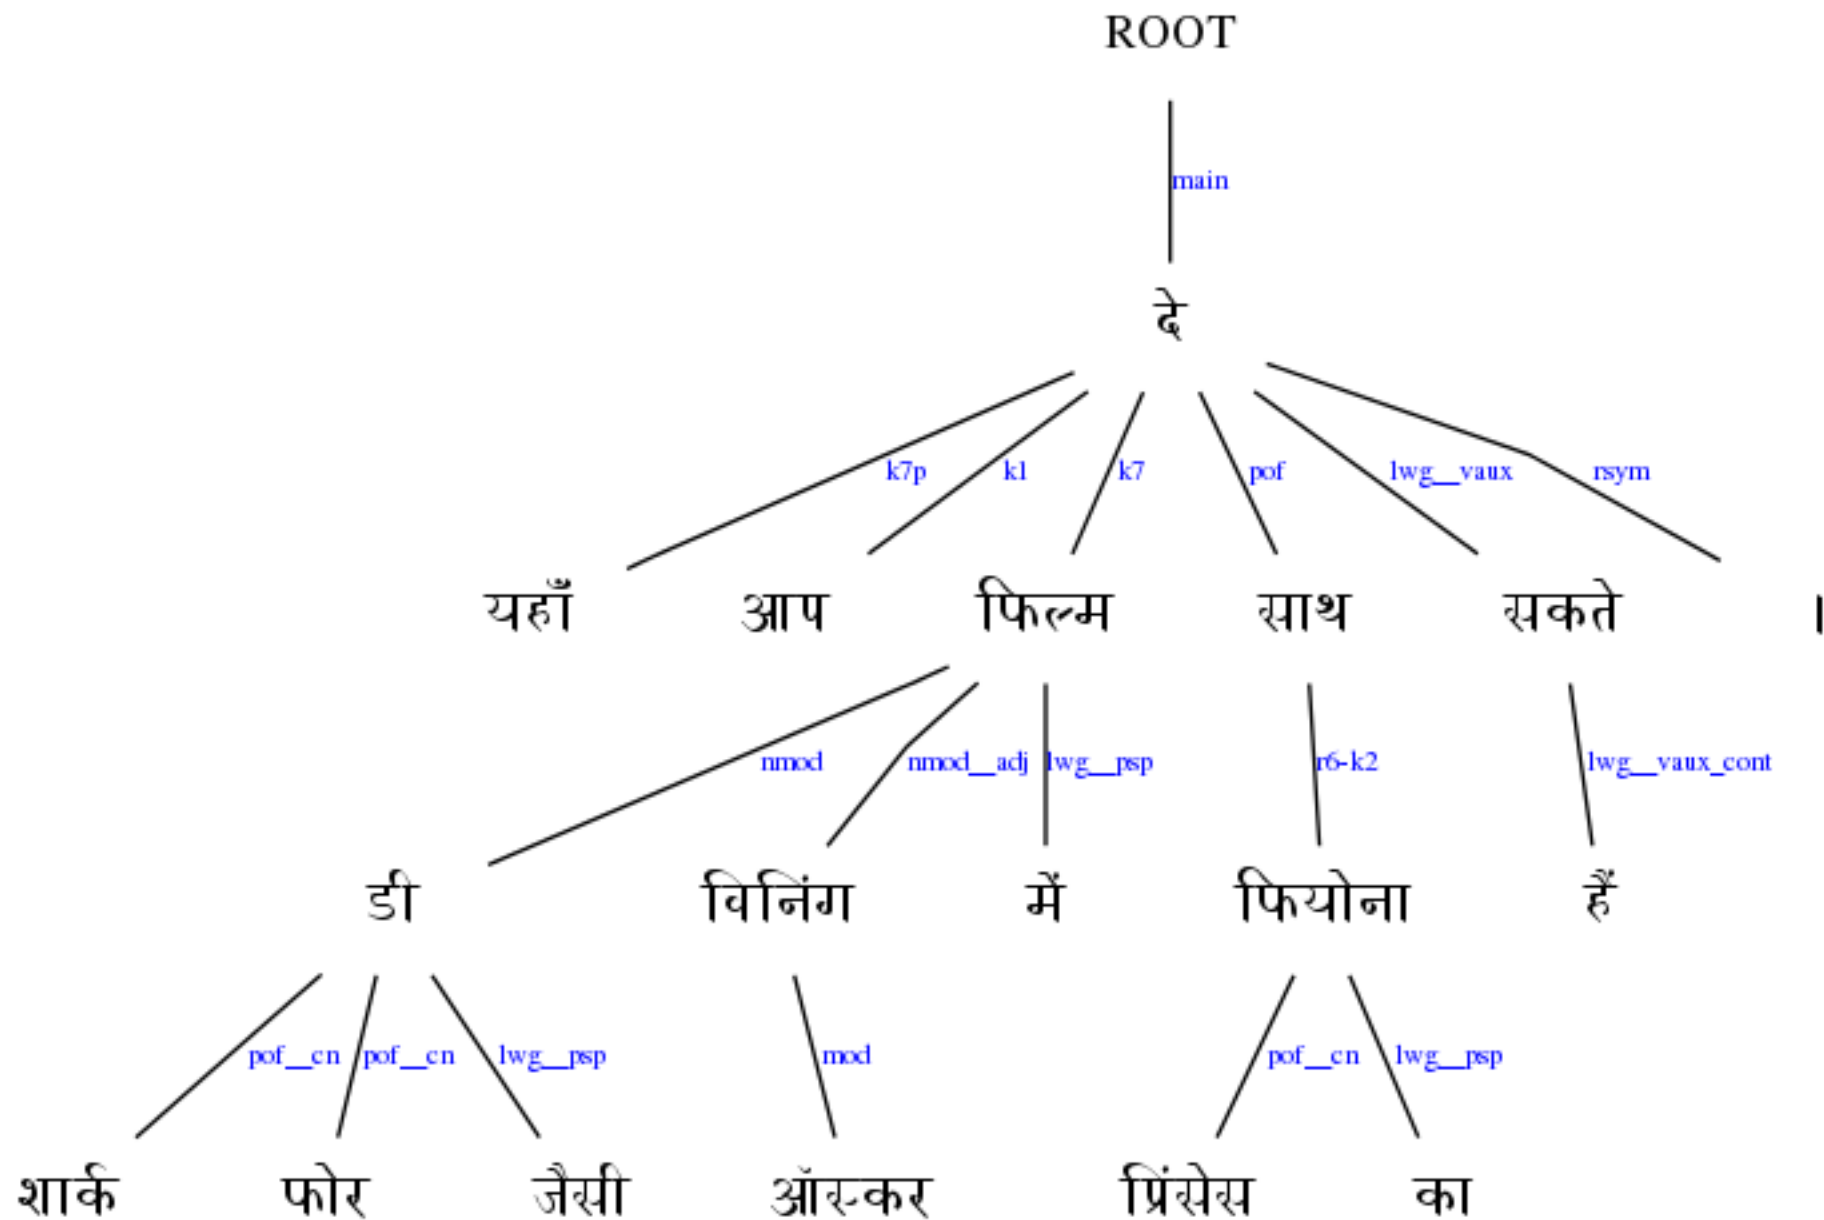 ROOT
main
दे
k7p k1 k7 pof lwg__vaux rsym
यहाँ आप फिल्म साथ सकते ।
nmod nmod__adj lwg__psp r6-k2 lwg__vaux_cont
डी विनिंग में फियोना हैं
pof__cn pof__cn lwg__psp mod pof__cn lwg__psp
शार्क फोर जैसी ऑस्कर प्रिंसेस का